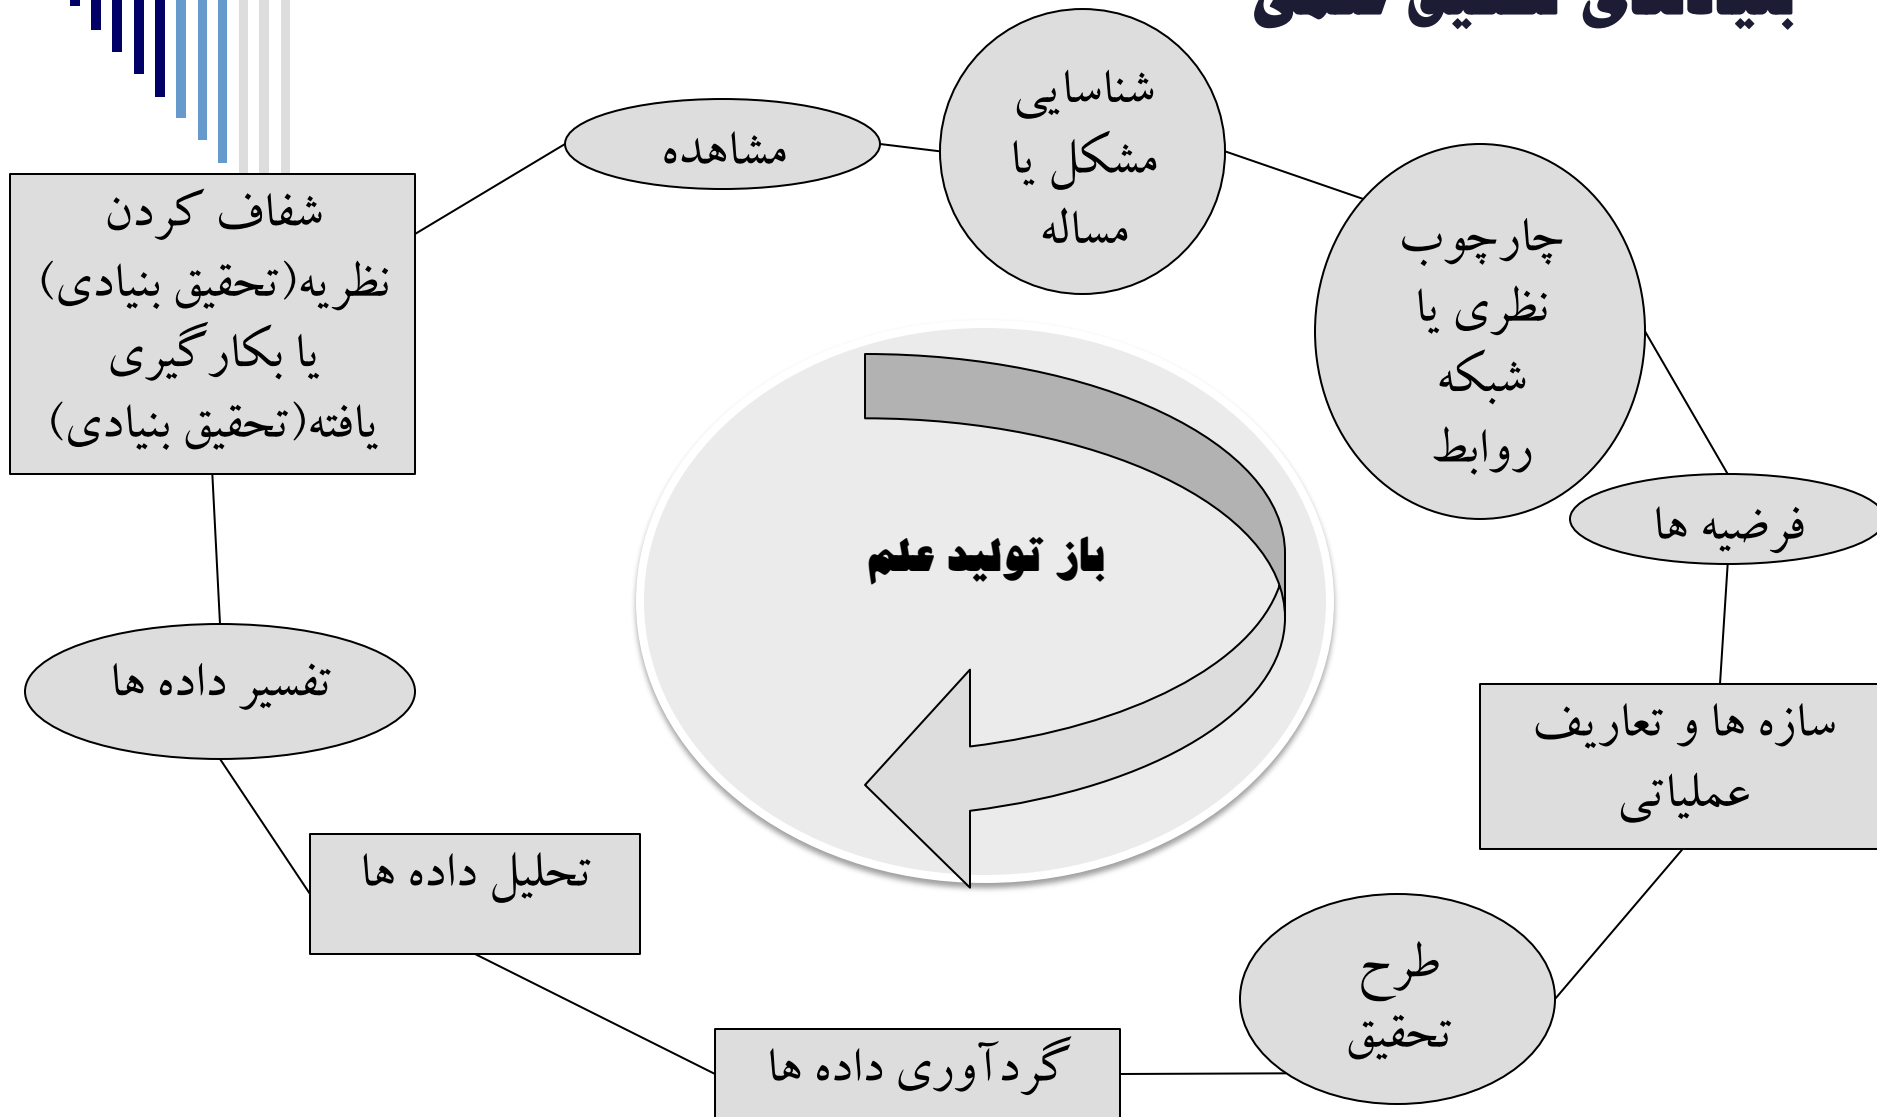 مشاهده
شناسایی
مشکل یا
مساله
چارچوب
نظری یا
شبکه
روابط
فرضیه ها
سازه ها و تعاریف
عملیاتی
طرح
تحقیق
گردآوری داده ها
تحلیل داده ها
تفسیر داده ها
شفاف کردن
نظریه(تحقیق بنیادی)
یا بکارگیری
یافته(تحقیق بنیادی)
باز تولید علم